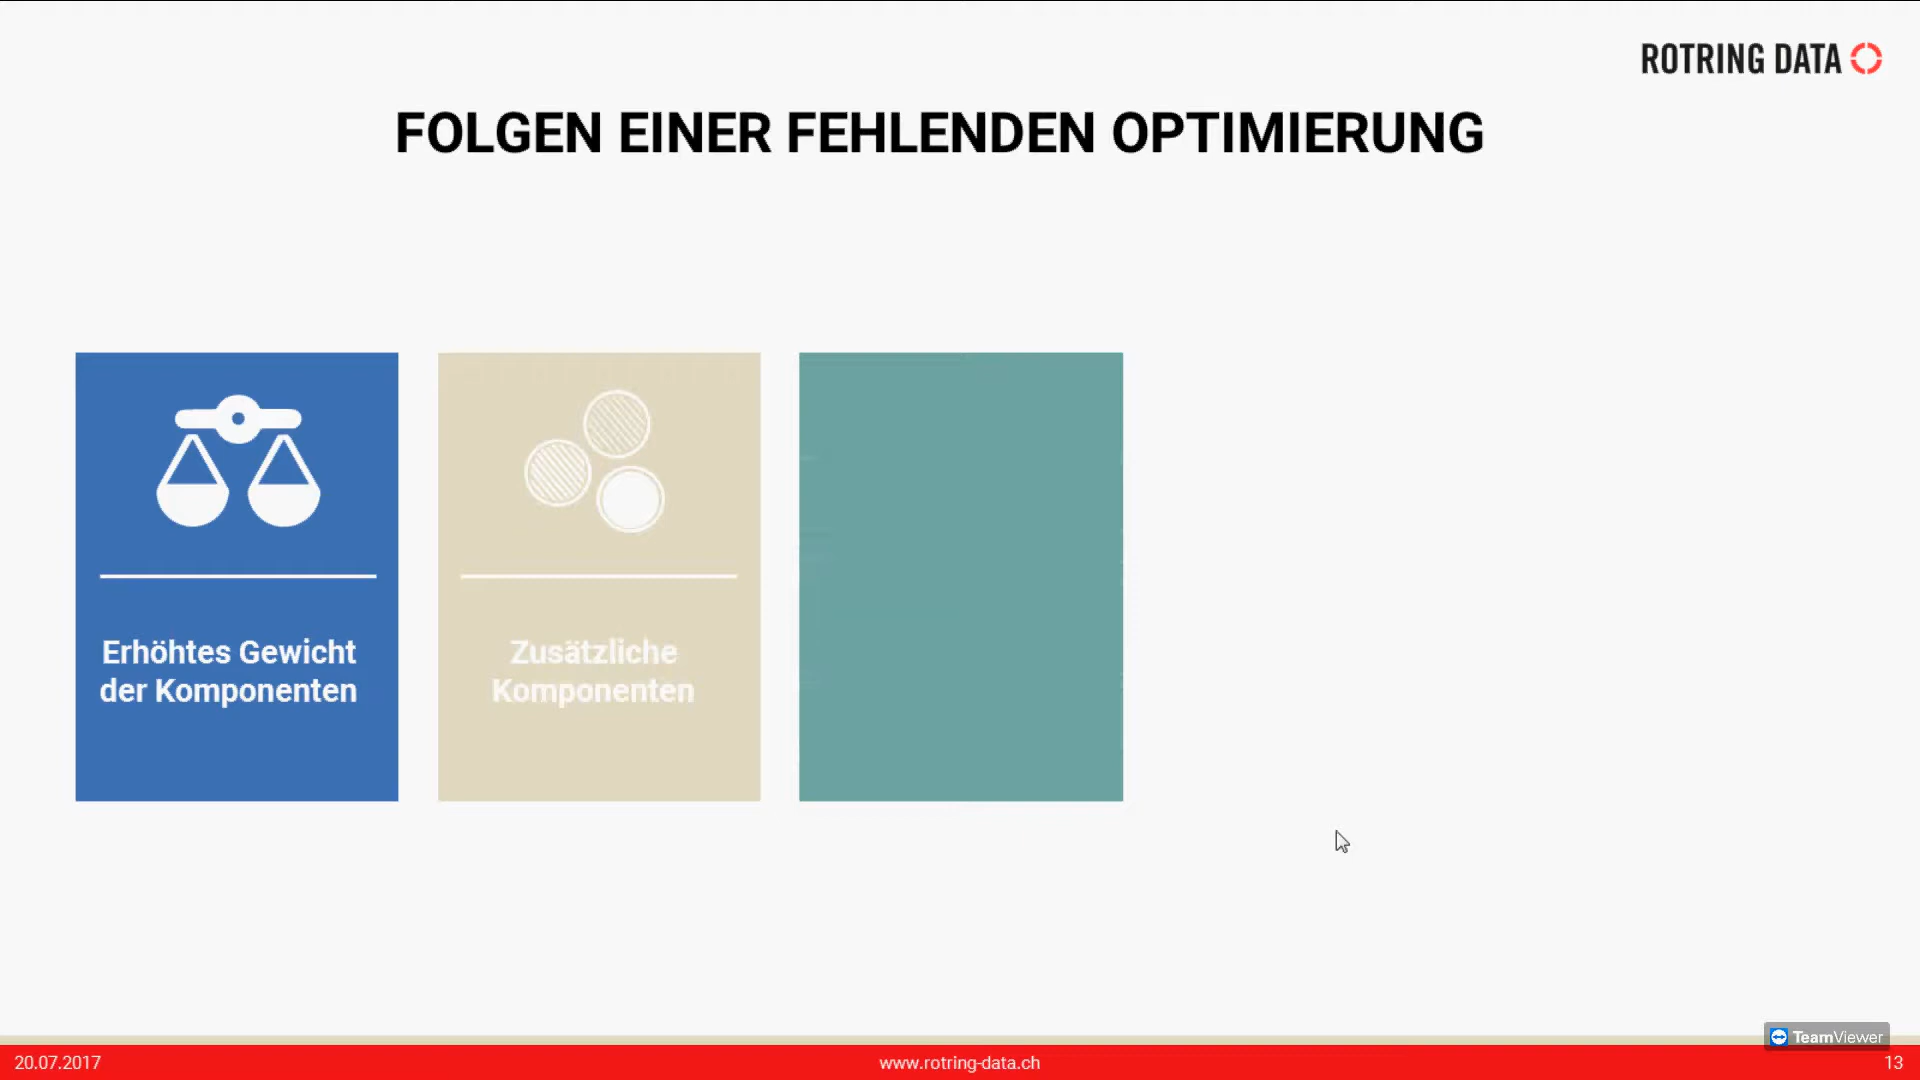 ROTRING DATA
FOLGEN EINER FEHLENDEN OPTIMIERUNG
Erhöhtes Gewicht
der Komponenten
Zusätzliche
Komponenten
TeamViewer
20.07.2017
www.rotring-data.ch
13